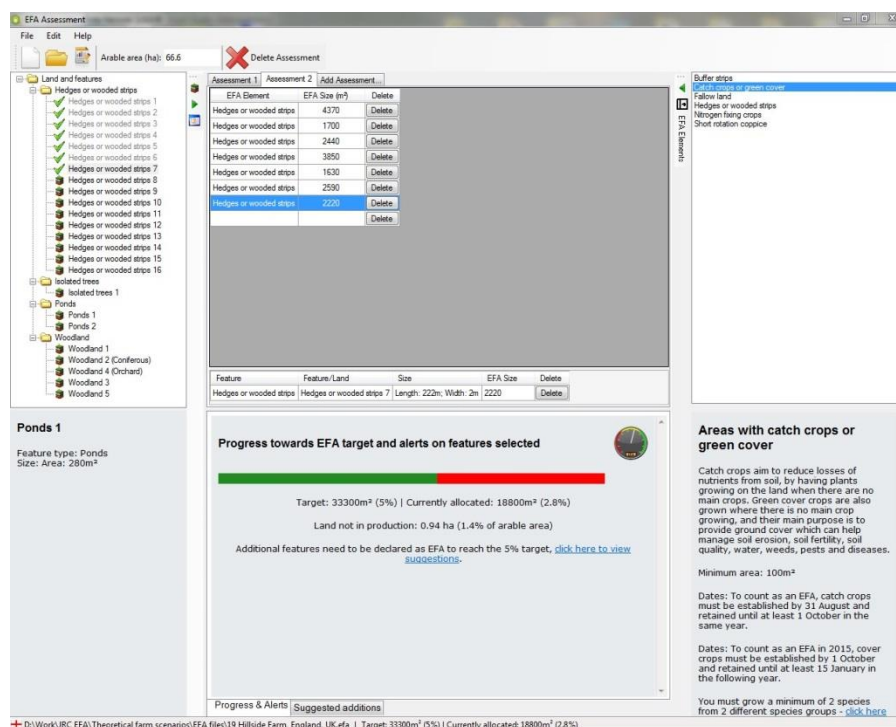 EFA Assessment
File Edit Help
Arable area (ha): 66.6 Delete Assessment
Land and features
Hedges or wooded strips
Hedges or wooded strips 1
Hedges or wooded strips 2
Hedges or wooded strips 3
Hedges or wooded strips 4
Hedges or wooded strips 5
Hedges or wooded strips 6
Hedges or wooded strips 7
Hedges or wooded strips 8
Hedges or wooded strips 9
Hedges or wooded strips 10
Hedges or wooded strips 11
Hedges or wooded strips 12
Hedges or wooded strips 13
Hedges or wooded strips 14
Hedges or wooded strips 15
Hedges or wooded strips 16
Isolated trees
Isolated trees 1
Ponds
Ponds 1
Ponds 2
Woodland
Woodland 1
Woodland 2 (Coniferous)
Woodland 4 (Orchard)
Woodland 3
Woodland 5
Assessment 1 Assessment 2 Add Assessment...
EFA Element EFA Size (m²) Delete
Hedges or wooded strips 4370 Delete
Hedges or wooded strips 1700 Delete
Hedges or wooded strips 2440 Delete
Hedges or wooded strips 3850 Delete
Hedges or wooded strips 1630 Delete
Hedges or wooded strips 2590 Delete
Hedges or wooded strips 2220 Delete
Delete
Feature Feature/Land Size EFA Size Delete
Hedges or wooded strips Hedges or wooded strips 7 Length: 222m; Width: 2m 2220 Delete
EFA Elements
Buffer strips
Catch crops or green cover
Fallow land
Hedges or wooded strips
Nitrogen fixing crops
Short rotation coppice
Ponds 1
Feature type: Ponds
Size: Area: 280m²
Progress towards EFA target and alerts on features selected
Target: 33300m² (5%) | Currently allocated: 18800m² (2.8%)
Land not in production: 0.94 ha (1.4% of arable area)
Additional features need to be declared as EFA to reach the 5% target, click here to view
suggestions.
Progress & Alerts Suggested additions
Areas with catch crops or
green cover
Catch crops aim to reduce losses of
nutrients from soil, by having plants
growing on the land when there are no
main crops. Green cover crops are also
grown where there is no main crop
growing, and their main purpose is to
provide ground cover which can help
manage soil erosion, soil fertility, soil
quality, water, weeds, pests and diseases.
Minimum area: 100m²
Dates: To count as an EFA, catch crops
must be established by 31 August and
retained until at least 1 October in the
same year.
Dates: To count as an EFA in 2015, cover
crops must be established by 1 October
and retained until at least 15 January in
the following year.
You must grow a minimum of 2 species
from 2 different species groups - click here
D:\Work\JRC EFA\Theoretical farm scenarios\EFA files\19 Hillside Farm, England, UK.efa | Target: 33300m² (5%) | Currently allocated: 18800m² (2.8%)